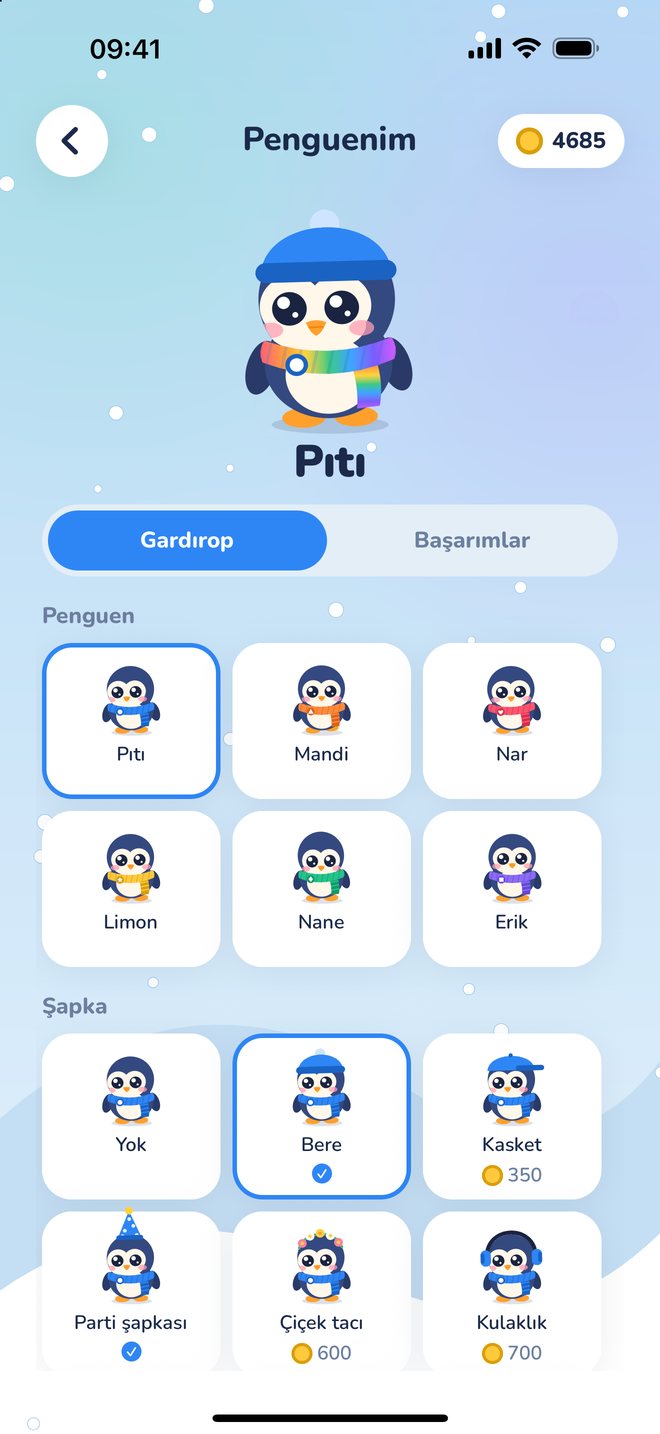 09:41
Penguenim
4685
Pıtı
Gardırop
Başarımlar
Penguen
Pıtı
Mandi
Nar
Limon
Nane
Erik
Şapka
Yok
Bere
Kasket
350
Parti şapkası
Çiçek tacı
Kulaklık
600
700